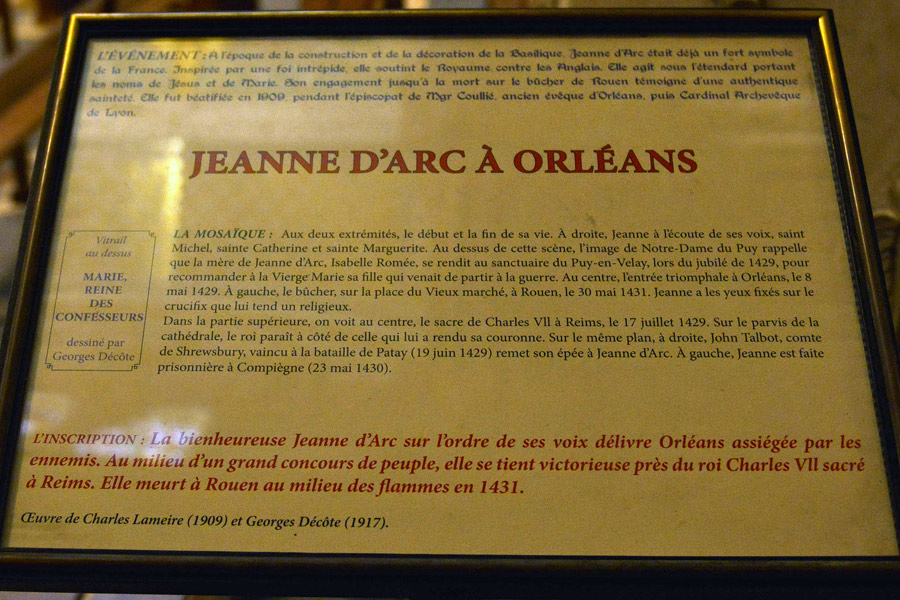 L'ÉVÉNEMENT : A l'époque de la construction et de la décoration de la Basilique, Jeanne d'Arc était déjà un fort symbole
de la France. Inspirée par une foi intrépide, elle soutint le Royaume contre les Anglais. Elle agit sous l'étendard portant
les noms de Jésus et de Marie. Son engagement jusqu'à la mort sur le bûcher de Rouen témoigne d'une authentique
sainteté. Elle fut béatifiée en 1909, pendant l'épiscopat de Mgr Coullié, ancien évêque d'Orléans, puis Cardinal Archevêque
de Lyon.
JEANNE D'ARC À ORLÉANS
Vitrail
au dessus
MARIE,
REINE
DES
CONFESSEURS
dessiné par
Georges Décôte
LA MOSAÏQUE : Aux deux extrémités, le début et la fin de sa vie. À droite, Jeanne à l'écoute de ses voix, saint
Michel, sainte Catherine et sainte Marguerite. Au dessus de cette scène, l'image de Notre-Dame du Puy rappelle
que la mère de Jeanne d'Arc, Isabelle Romée, se rendit au sanctuaire du Puy-en-Velay, lors du jubilé de 1429, pour
recommander à la Vierge Marie sa fille qui venait de partir à la guerre. Au centre, l'entrée triomphale à Orléans, le 8
mai 1429. À gauche, le bûcher, sur la place du Vieux marché, à Rouen, le 30 mai 1431. Jeanne a les yeux fixés sur le
crucifix que lui tend un religieux.
Dans la partie supérieure, on voit au centre, le sacre de Charles Vll à Reims, le 17 juillet 1429. Sur le parvis de la
cathédrale, le roi paraît à côté de celle qui lui a rendu sa couronne. Sur le même plan, à droite, John Talbot, comte
de Shrewsbury, vaincu à la bataille de Patay (19 juin 1429) remet son épée à Jeanne d'Arc. À gauche, Jeanne est faite
prisonnière à Compiègne (23 mai 1430).
L'INSCRIPTION : La bienheureuse Jeanne d'Arc sur l'ordre de ses voix délivre Orléans assiégée par les
ennemis. Au milieu d'un grand concours de peuple, elle se tient victorieuse près du roi Charles Vll sacré
à Reims. Elle meurt à Rouen au milieu des flammes en 1431.
Œuvre de Charles Lameire (1909) et Georges Décôte (1917).